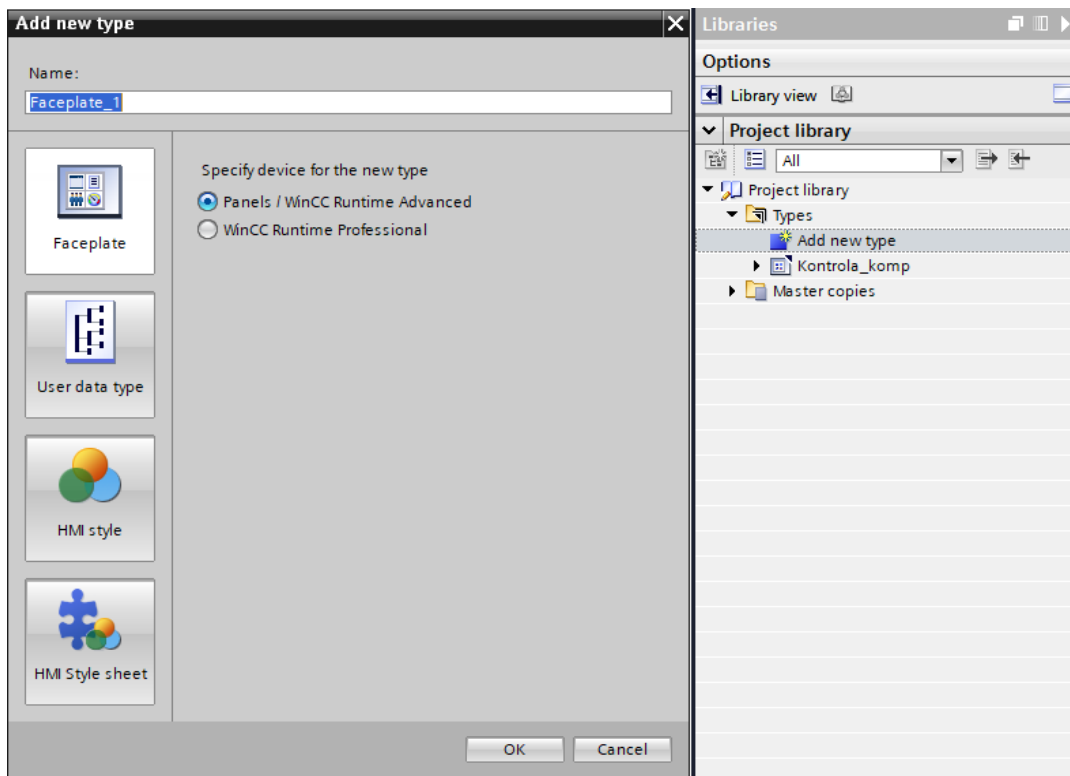 Add new type
Name:
Faceplate_1
Faceplate
User data type
HMI style
HMI Style sheet
Specify device for the new type
Panels / WinCC Runtime Advanced
WinCC Runtime Professional
OK
Cancel
Libraries
Options
Library view
Project library
All
Project library
Types
Add new type
Kontrola_komp
Master copies